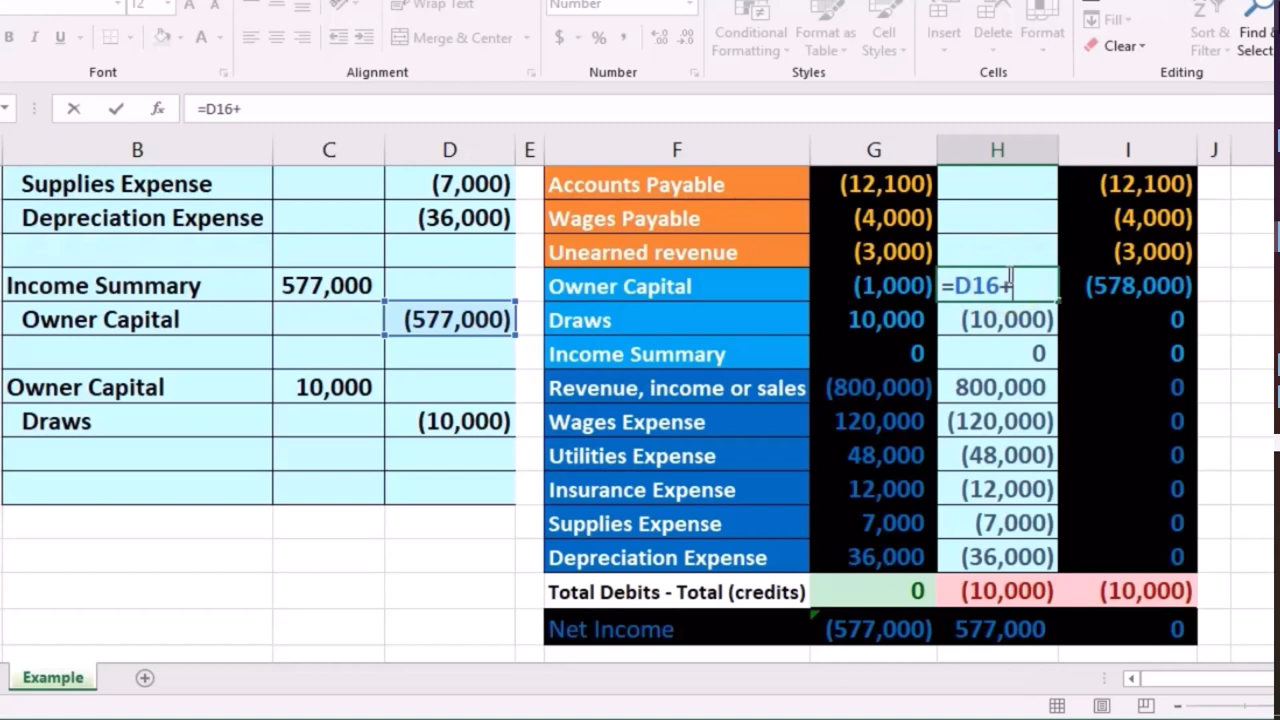 12
Wrap Text
Number
B I U A Merge & Center $ % , Conditional Formatting Format as Table Cell Styles Insert Delete Format Fill Clear Sort & Filter Find & Select
Font Alignment Number Styles Cells Editing
fx =D16+
B C D E F G H I J
Supplies Expense (7,000) Accounts Payable (12,100) (12,100)
Depreciation Expense (36,000) Wages Payable (4,000) (4,000)
Unearned revenue (3,000) (3,000)
Income Summary 577,000 Owner Capital (1,000) =D16+ (578,000)
Owner Capital (577,000) Draws 10,000 (10,000) 0
Income Summary 0 0 0
Owner Capital 10,000 Revenue, income or sales (800,000) 800,000 0
Draws (10,000) Wages Expense 120,000 (120,000) 0
Utilities Expense 48,000 (48,000) 0
Insurance Expense 12,000 (12,000) 0
Supplies Expense 7,000 (7,000) 0
Depreciation Expense 36,000 (36,000) 0
Total Debits - Total (credits) 0 (10,000) (10,000)
Net Income (577,000) 577,000 0
Example